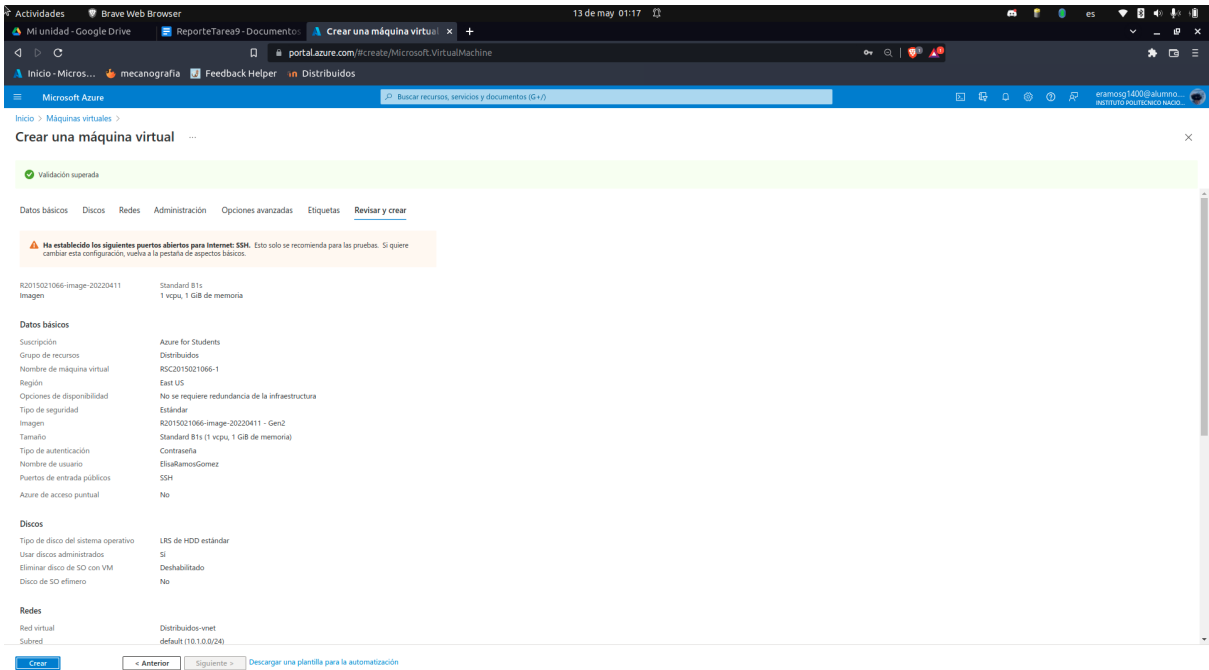 Actividades Brave Web Browser 13 de may 01:17 es
Mi unidad - Google Drive ReporteTarea9 - Documentos Crear una máquina virtual
portal.azure.com/#create/Microsoft.VirtualMachine
Inicio - Micros... mecanografia Feedback Helper Distribuidos
Microsoft Azure Buscar recursos, servicios y documentos (G+/) eramosg1400@alumno...
INSTITUTO POLITECNICO NACIO...
Inicio > Máquinas virtuales >
Crear una máquina virtual ...
Validación superada
Datos básicos Discos Redes Administración Opciones avanzadas Etiquetas Revisar y crear
Ha establecido los siguientes puertos abiertos para Internet: SSH. Esto solo se recomienda para las pruebas. Si quiere
cambiar esta configuración, vuelva a la pestaña de aspectos básicos.
R2015021066-image-20220411 Standard B1s
Imagen 1 vcpu, 1 GiB de memoria
Datos básicos
Suscripción Azure for Students
Grupo de recursos Distribuidos
Nombre de máquina virtual RSC2015021066-1
Región East US
Opciones de disponibilidad No se requiere redundancia de la infraestructura
Tipo de seguridad Estándar
Imagen R2015021066-image-20220411 - Gen2
Tamaño Standard B1s (1 vcpu, 1 GiB de memoria)
Tipo de autenticación Contraseña
Nombre de usuario ElisaRamosGomez
Puertos de entrada públicos SSH
Azure de acceso puntual No
Discos
Tipo de disco del sistema operativo LRS de HDD estándar
Usar discos administrados Sí
Eliminar disco de SO con VM Deshabilitado
Disco de SO efímero No
Redes
Red virtual Distribuidos-vnet
Subred default (10.1.0.0/24)
Crear < Anterior Siguiente > Descargar una plantilla para la automatización